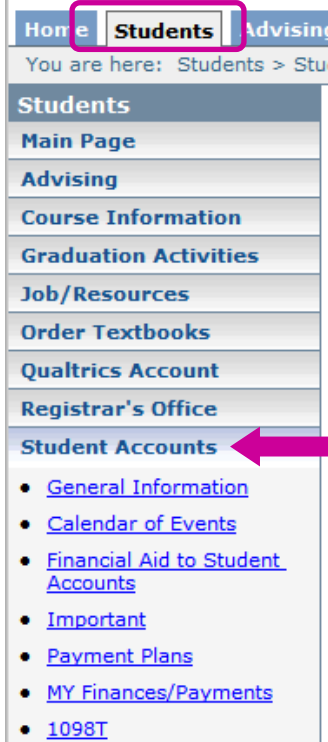 Home Students Advising
You are here: Students > Stu
Students
Main Page
Advising
Course Information
Graduation Activities
Job/Resources
Order Textbooks
Qualtrics Account
Registrar's Office
Student Accounts
• General Information
• Calendar of Events
• Financial Aid to Student
Accounts
• Important
• Payment Plans
• MY Finances/Payments
• 1098T